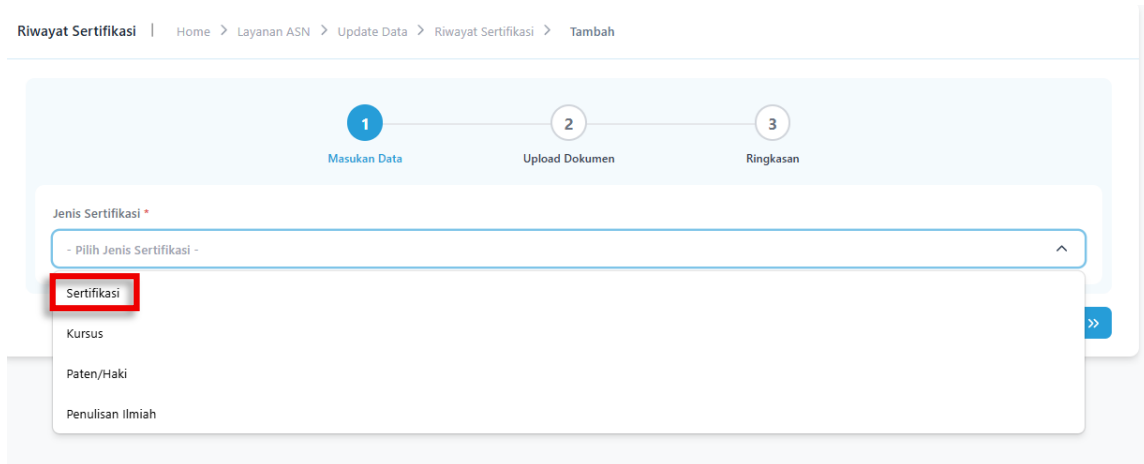 Riwayat Sertifikasi | Home > Layanan ASN > Update Data > Riwayat Sertifikasi > Tambah
1 2 3
Masukan Data Upload Dokumen Ringkasan
Jenis Sertifikasi *
- Pilih Jenis Sertifikasi -
Sertifikasi
Kursus
Paten/Haki
Penulisan Ilmiah